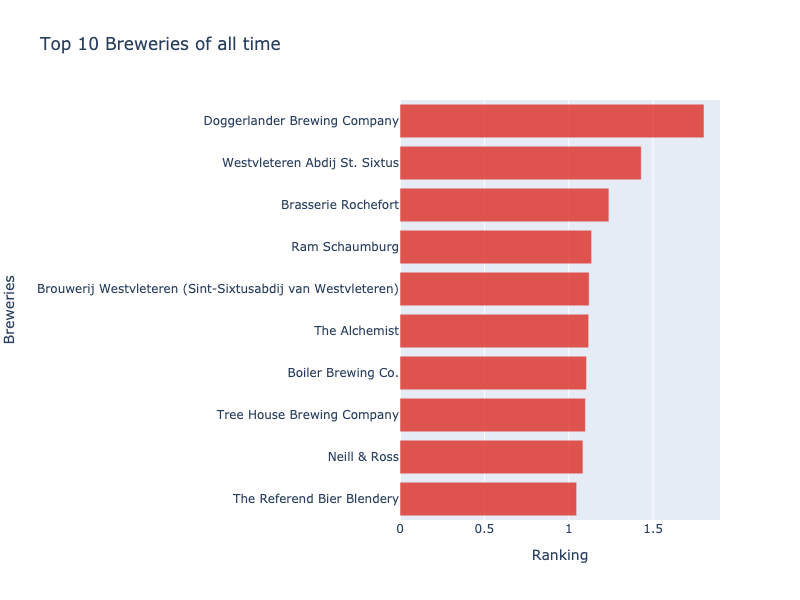 Top 10 Breweries of all time
Breweries
Doggerlander Brewing Company
Westvleteren Abdij St. Sixtus
Brasserie Rochefort
Ram Schaumburg
Brouwerij Westvleteren (Sint-Sixtusabdij van Westvleteren)
The Alchemist
Boiler Brewing Co.
Tree House Brewing Company
Neill & Ross
The Referend Bier Blendery
0 0.5 1 1.5
Ranking